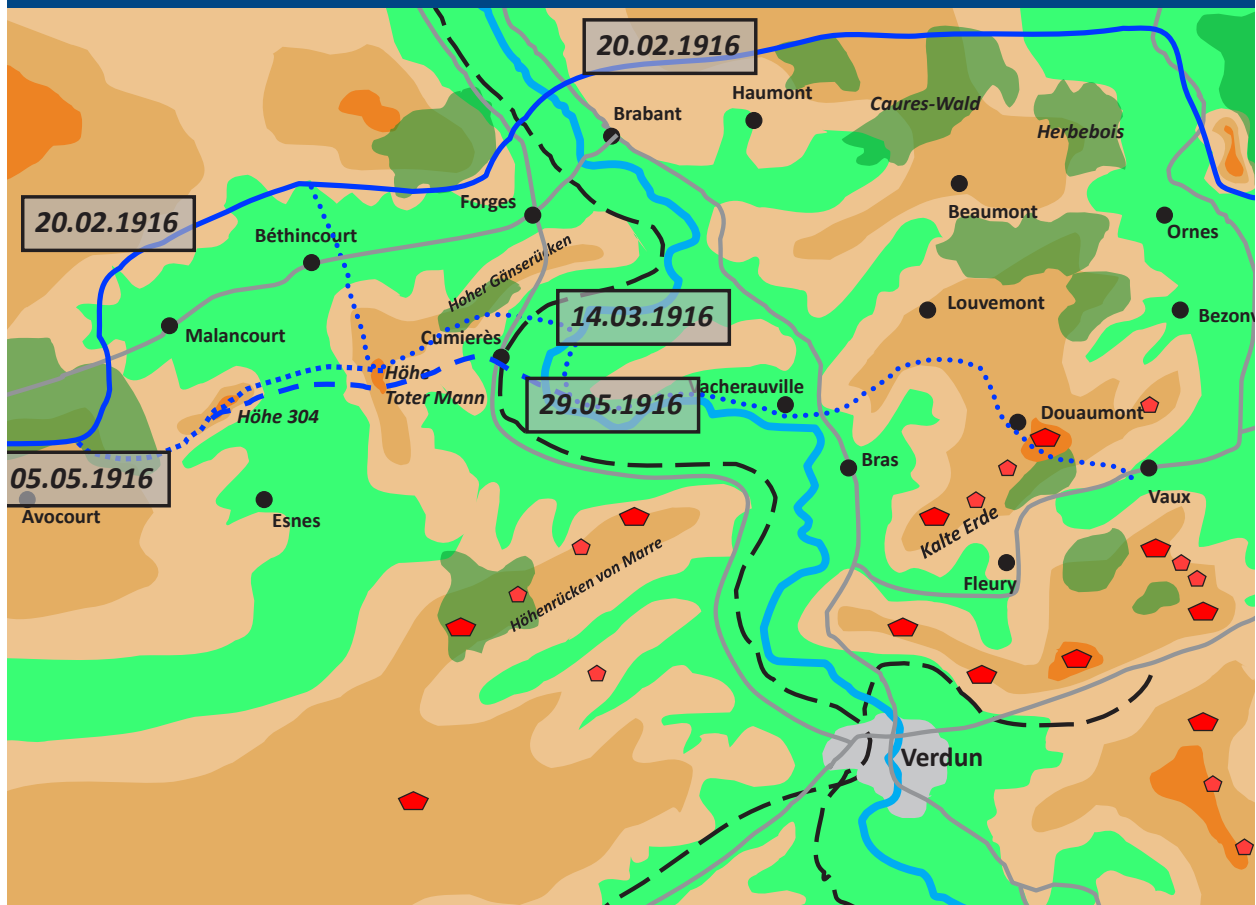 20.02.1916
Haumont
Caures-Wald
Brabant
Herbebois
20.02.1916
Forges
Beaumont
Béthincourt
Ornes
Hoher Gänserücken
14.03.1916
Louvemont
Malancourt
Cumierès
Bezonv
Höhe
Toter Mann
29.05.1916
acherauville
Höhe 304
Douaumont
05.05.1916
Bras
Avocourt
Esnes
Vaux
Kalte Erde
Höhenrücken von Marre
Fleury
Verdun